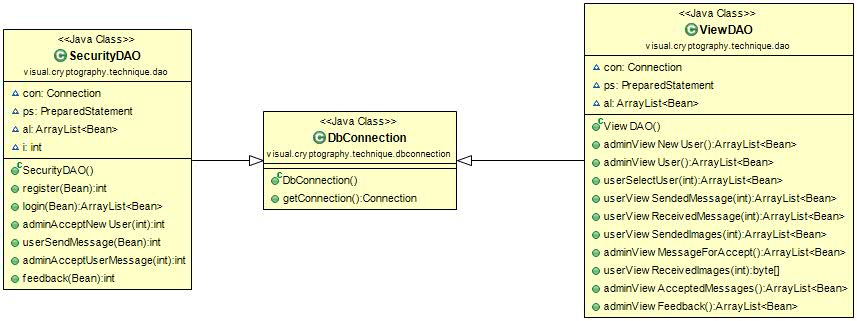 <<Java Class>>
SecurityDAO
visual.cryptography.technique.dao
con: Connection
ps: PreparedStatement
al: ArrayList<Bean>
i: int
SecurityDAO()
register(Bean):int
login(Bean):ArrayList<Bean>
adminAcceptNewUser(int):int
userSendMessage(Bean):int
adminAcceptUserMessage(int):int
feedback(Bean):int
<<Java Class>>
DbConnection
visual.cryptography.technique.dbconnection
DbConnection()
getConnection():Connection
<<Java Class>>
ViewDAO
visual.cryptography.technique.dao
con: Connection
ps: PreparedStatement
al: ArrayList<Bean>
ViewDAO()
adminViewNewUser():ArrayList<Bean>
adminViewUser():ArrayList<Bean>
userSelectUser(int):ArrayList<Bean>
userViewSendedMessage(int):ArrayList<Bean>
userViewReceivedMessage(int):ArrayList<Bean>
userViewSendedImages(int):ArrayList<Bean>
adminViewMessageForAccept():ArrayList<Bean>
userViewReceivedImages(int):byte[]
adminViewAcceptedMessages():ArrayList<Bean>
adminViewFeedback():ArrayList<Bean>